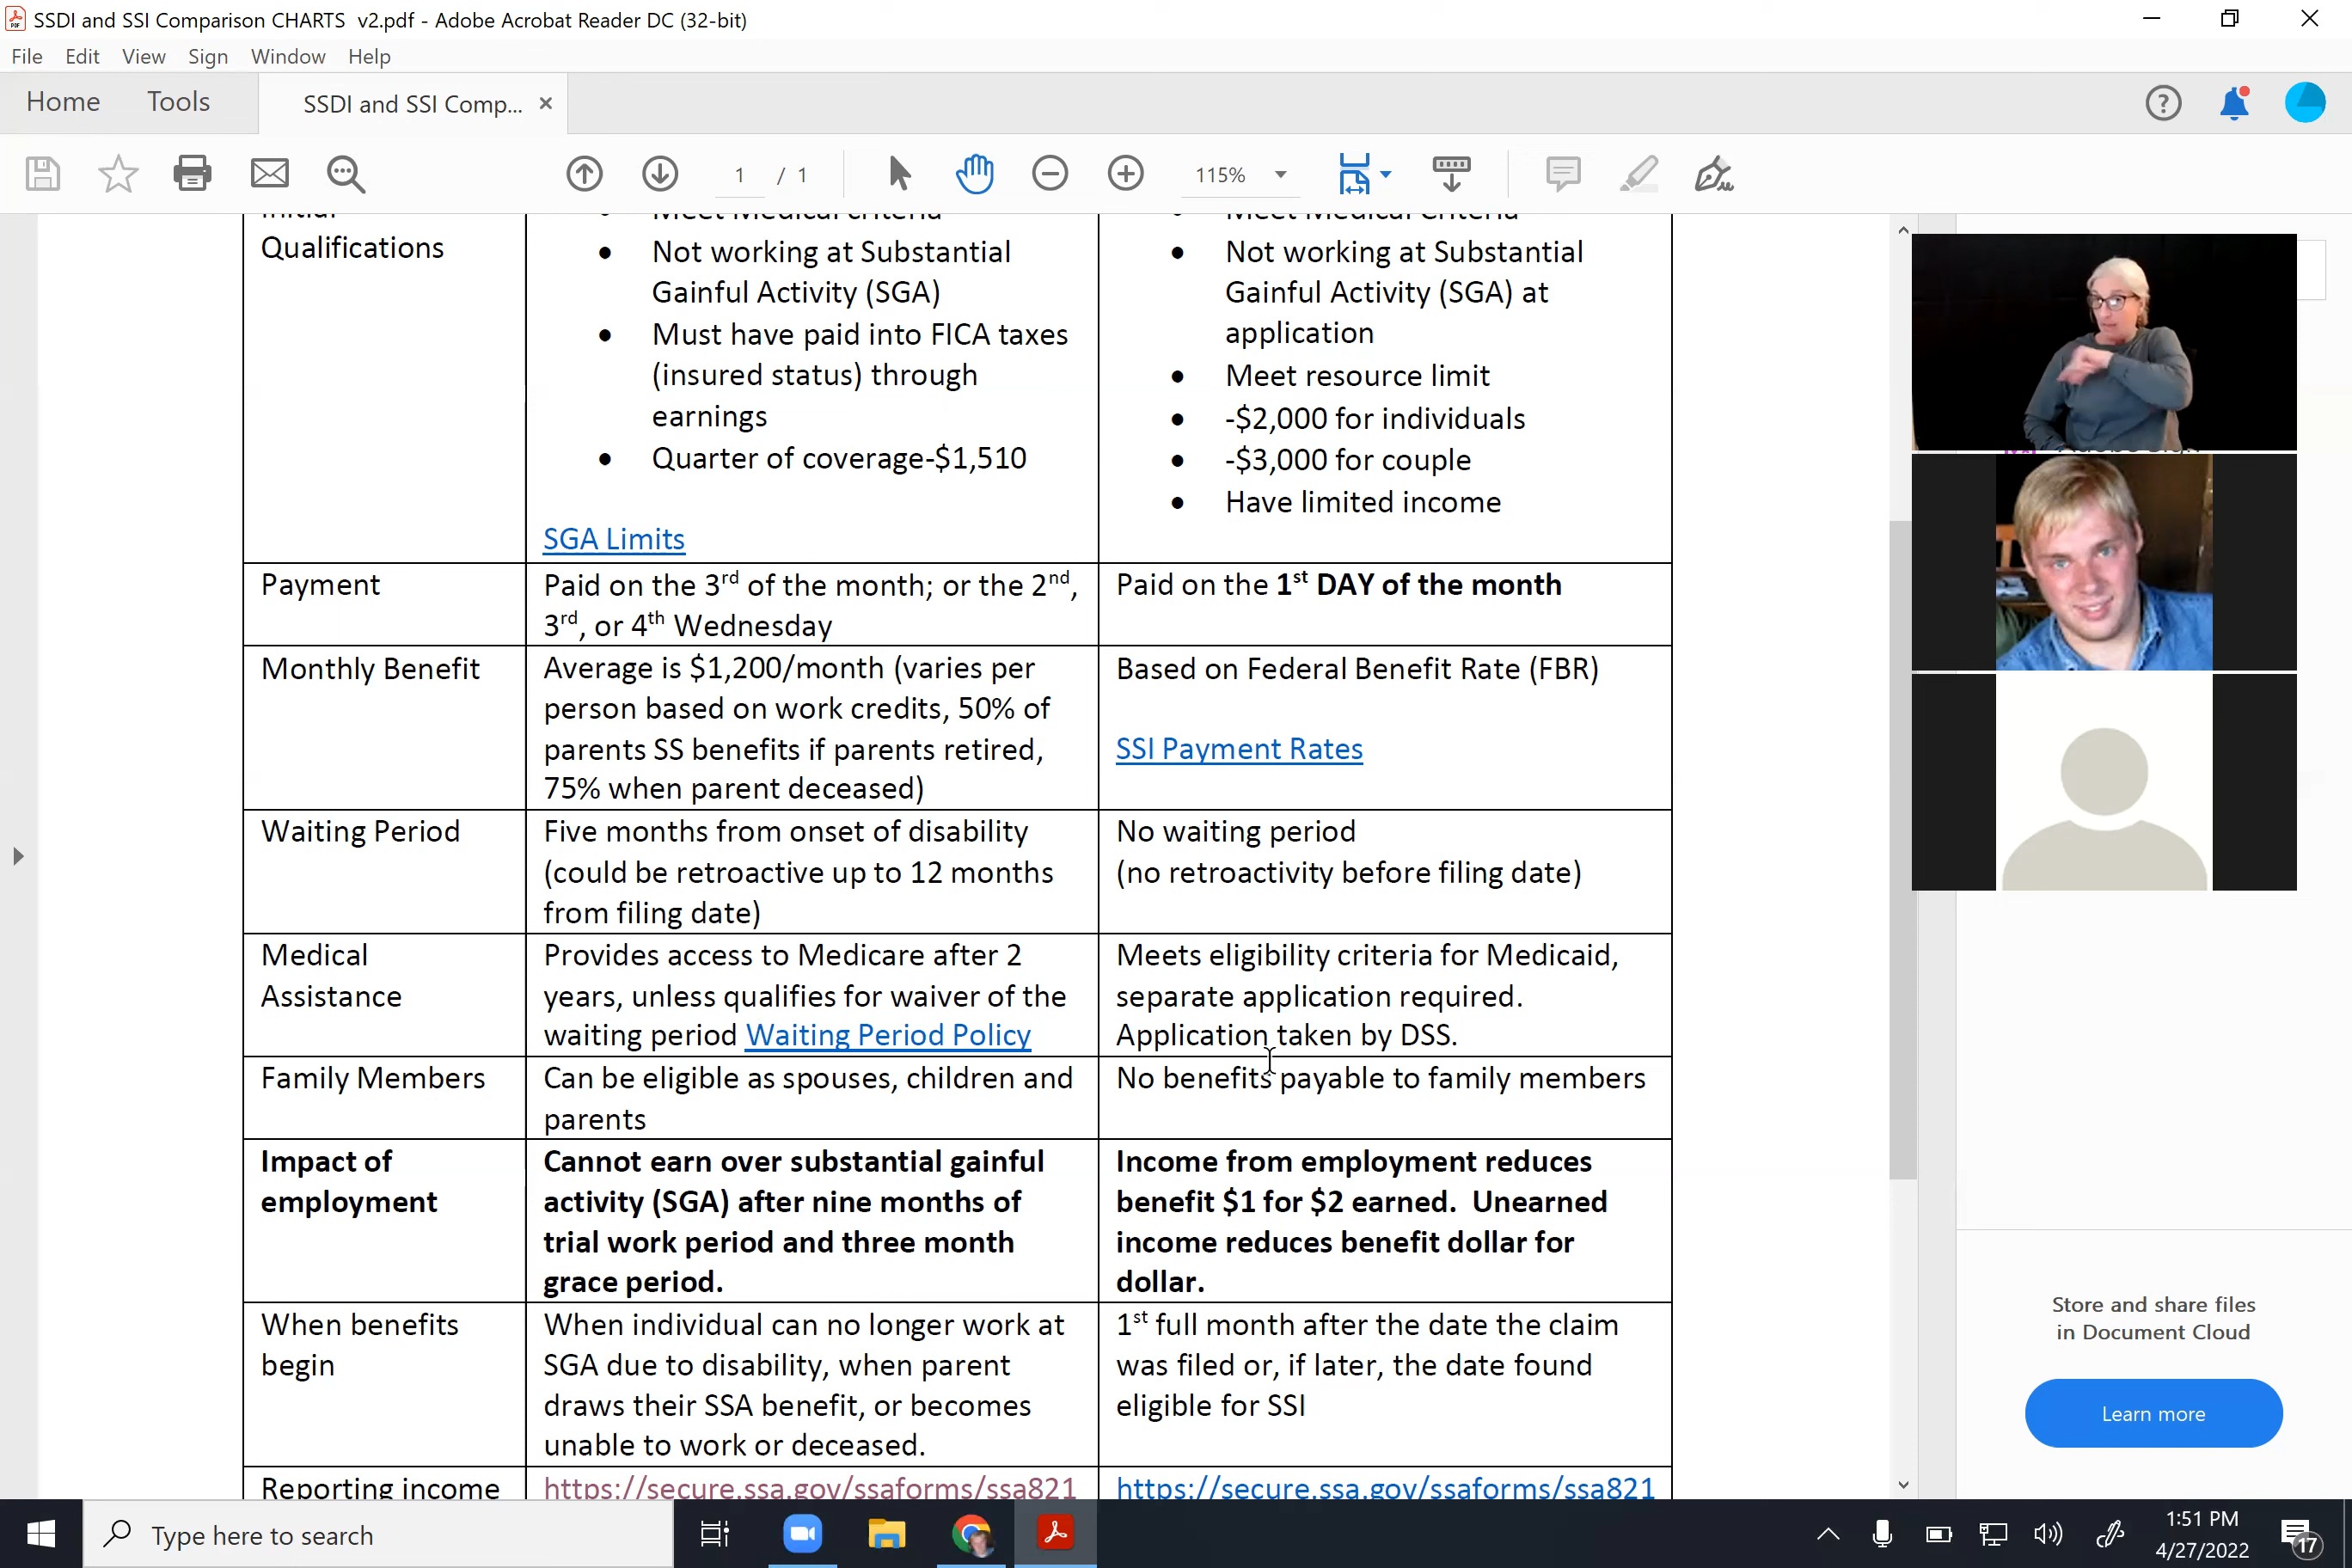 SSDI and SSI Comparison CHARTS v2.pdf - Adobe Acrobat Reader DC (32-bit)
File Edit View Sign Window Help
Home Tools SSDI and SSI Comp... ×
1 / 1 115%
Initial
Qualifications
• Meet Medical criteria
• Not working at Substantial
Gainful Activity (SGA)
• Must have paid into FICA taxes
(insured status) through
earnings
• Quarter of coverage-$1,510
SGA Limits
• Meet Medical Criteria
• Not working at Substantial
Gainful Activity (SGA) at
application
• Meet resource limit
• -$2,000 for individuals
• -$3,000 for couple
• Have limited income
Payment
Paid on the 3rd of the month; or the 2nd,
3rd, or 4th Wednesday
Paid on the 1st DAY of the month
Monthly Benefit
Average is $1,200/month (varies per
person based on work credits, 50% of
parents SS benefits if parents retired,
75% when parent deceased)
Based on Federal Benefit Rate (FBR)
SSI Payment Rates
Waiting Period
Five months from onset of disability
(could be retroactive up to 12 months
from filing date)
No waiting period
(no retroactivity before filing date)
Medical
Assistance
Provides access to Medicare after 2
years, unless qualifies for waiver of the
waiting period Waiting Period Policy
Meets eligibility criteria for Medicaid,
separate application required.
Application taken by DSS.
Family Members
Can be eligible as spouses, children and
parents
No benefits payable to family members
Impact of
employment
Cannot earn over substantial gainful
activity (SGA) after nine months of
trial work period and three month
grace period.
Income from employment reduces
benefit $1 for $2 earned. Unearned
income reduces benefit dollar for
dollar.
When benefits
begin
When individual can no longer work at
SGA due to disability, when parent
draws their SSA benefit, or becomes
unable to work or deceased.
1st full month after the date the claim
was filed or, if later, the date found
eligible for SSI
Reporting income
https://secure.ssa.gov/ssaforms/ssa821
https://secure.ssa.gov/ssaforms/ssa821
Store and share files
in Document Cloud
Learn more
Type here to search
1:51 PM
4/27/2022
17